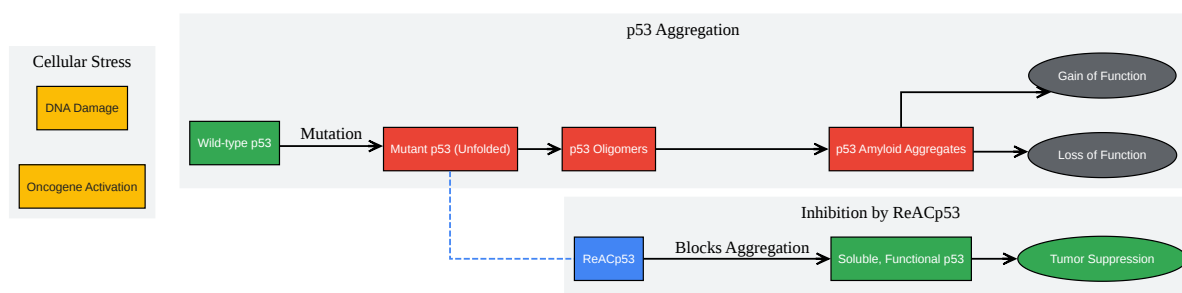 Cellular Stress
DNA Damage
Oncogene Activation
p53 Aggregation
Wild-type p53
Mutation
Mutant p53 (Unfolded)
p53 Oligomers
p53 Amyloid Aggregates
Gain of Function
Loss of Function
Inhibition by ReACp53
ReACp53
Blocks Aggregation
Soluble, Functional p53
Tumor Suppression